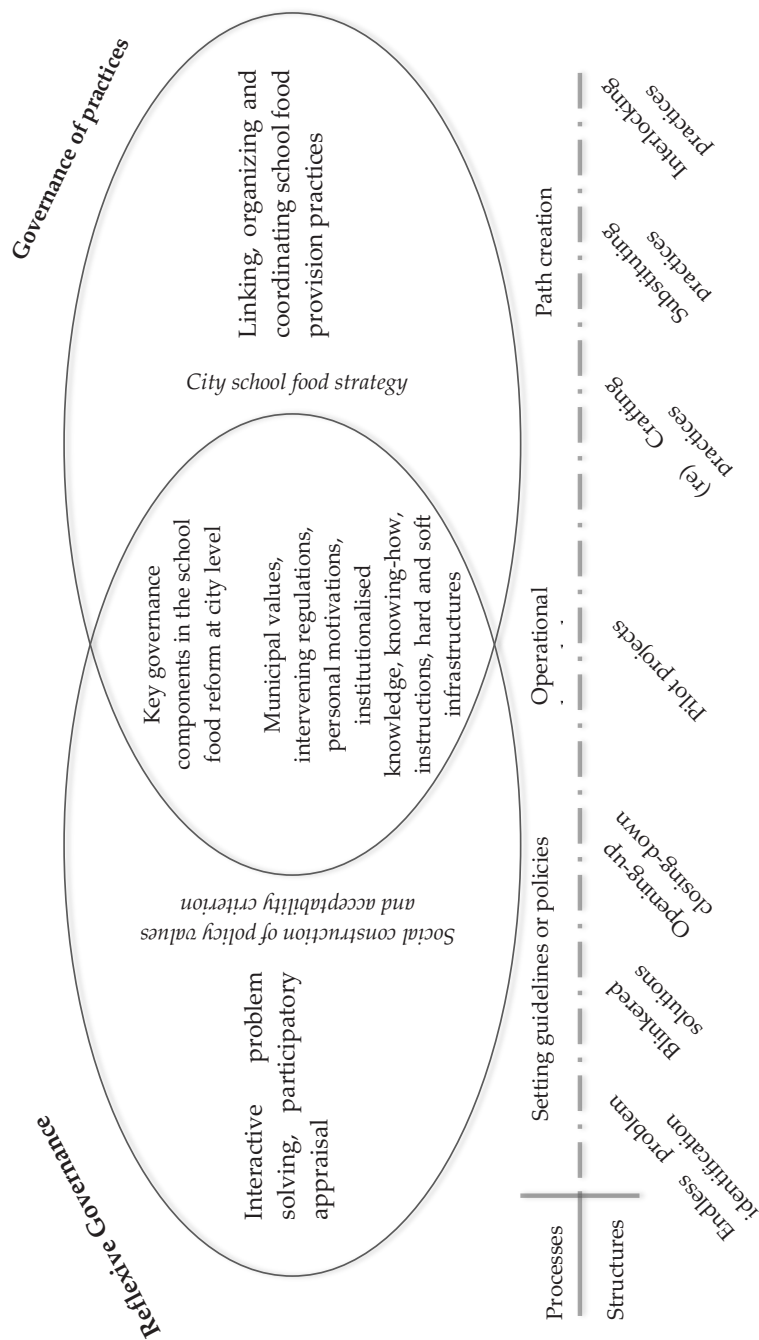 Reflexive Governance
Governance of practices
Interactive problem
solving, participatory
appraisal
Social construction of policy values
and acceptability criterion
Key governance
components in the school
food reform at city level
Municipal values,
intervening regulations,
personal motivations,
institutionalised
knowledge, knowing-how,
instructions, hard and soft
infrastructures
City school food strategy
Linking, organizing and
coordinating school food
provision practices
Processes
Setting guidelines or policies
Operational
Path creation
Structures
Endless problem
identification
Blinkered
solutions
Opening-up
closing-down
Pilot projects
(re) Crafting
practices
Substituting
practices
Interlocking
practices